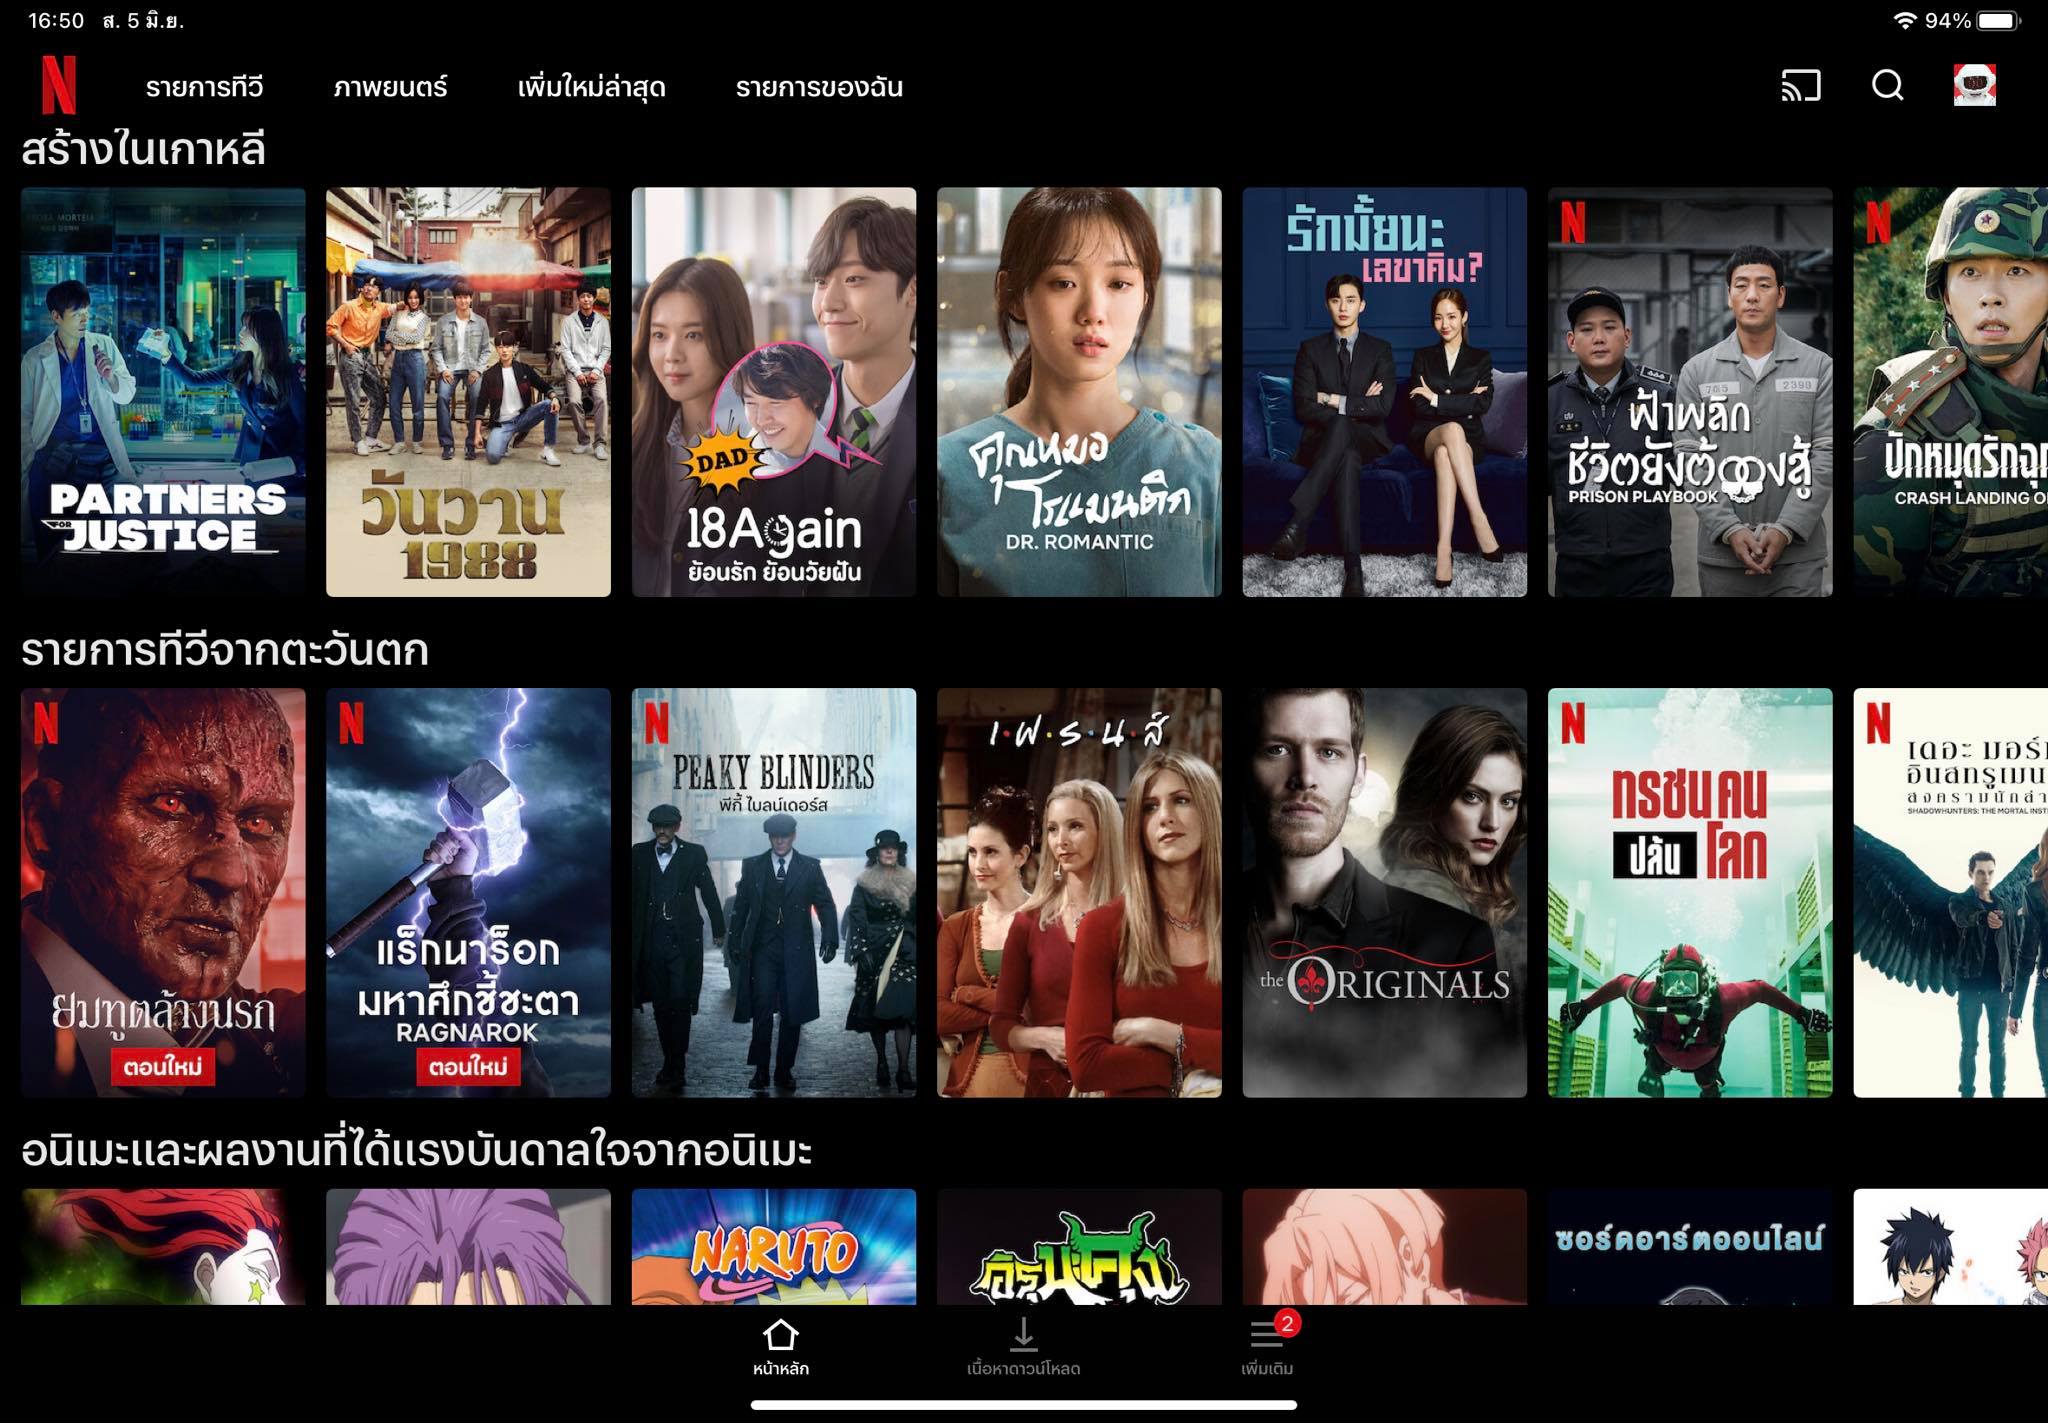 16:50 ส. 5 มิ.ย. 94%
N รายการทีวี ภาพยนตร์ เพิ่มใหม่ล่าสุด รายการของฉัน
สร้างในเกาหลี
PARTNERS
FOR
JUSTICE
วันวาน
1988
DAD
18Again
ย้อนรัก ย้อนวัยฝัน
คุณหมอ
โรแมนติก
DR. ROMANTIC
รักมั้ยนะ
เลขาคิม?
N
2399
ฟ้าพลิก
ชีวิตยังต้องสู้
PRISON PLAYBOOK
N
ปักหมุดรักฉุก
CRASH LANDING O
รายการทีวีจากตะวันตก
N
ยมทูตล้างนรก
ตอนใหม่
N
แร็กนาร็อก
มหาศึกชี้ชะตา
RAGNAROK
ตอนใหม่
N
PEAKY BLINDERS
พีกี้ ไบลน์เดอร์ส
เ·ฟ·ร·น·ส์
the ORIGINALS
N
ทรชนคน
ปล้น โลก
N
เดอะ มอร์
อินสทรูเมน
สงครามนักล่า
SHADOWHUNTERS: THE MORTAL INST
อนิเมะและผลงานที่ได้แรงบันดาลใจจากอนิเมะ
NARUTO
คิรุมะคุง
ซอร์ดอาร์ตออนไลน์
2
หน้าหลัก เนื้อหาดาวน์โหลด เพิ่มเติม